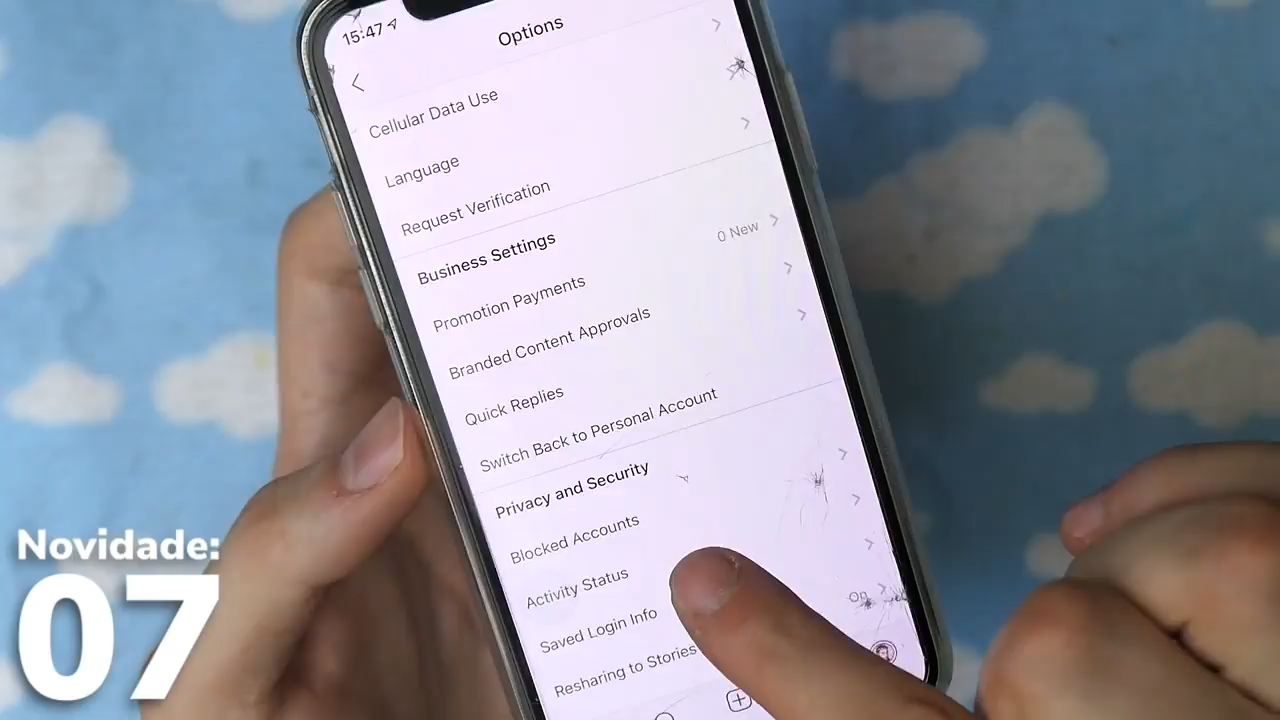 15:47
Options
Cellular Data Use
Language
Request Verification
Business Settings
Promotion Payments
0 New
Branded Content Approvals
Quick Replies
Switch Back to Personal Account
Privacy and Security
Blocked Accounts
Activity Status
Saved Login Info
On
Resharing to Stories
Novidade:
07